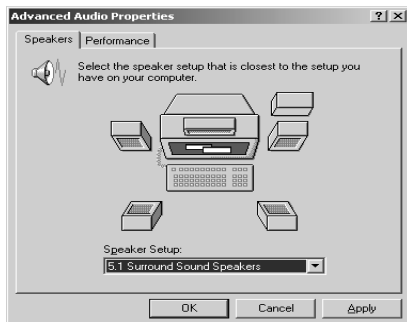 Advanced Audio Properties
Speakers Performance
Select the speaker setup that is closest to the setup you
have on your computer.
Speaker Setup:
5.1 Surround Sound Speakers
OK Cancel Apply